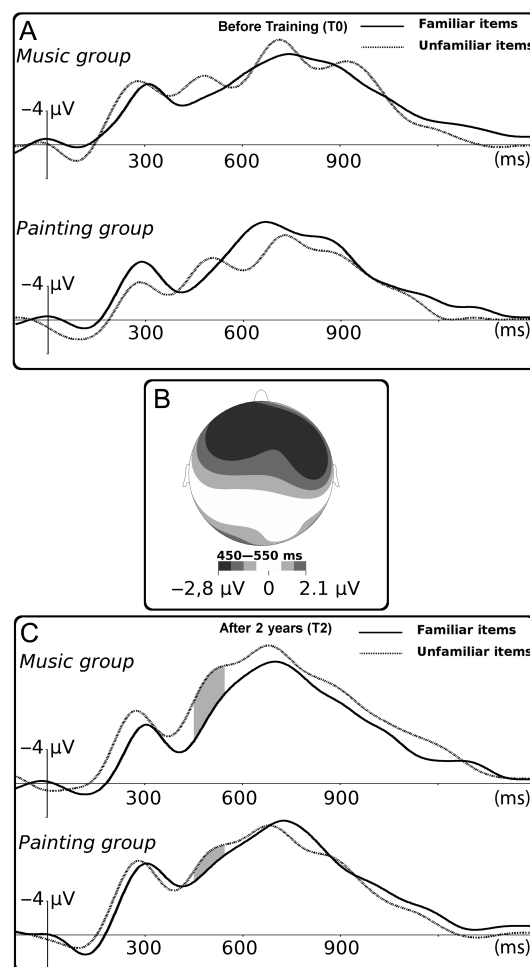 A
Before Training (T0)
Familiar items
Music group
Unfamiliar items
−4 µV
300 600 900 (ms)
Painting group
−4 µV
300 600 900 (ms)
B
450—550 ms
−2,8 µV 0 2.1 µV
C
After 2 years (T2)
Familiar items
Music group
Unfamiliar items
−4 µV
300 600 900 (ms)
Painting group
−4 µV
300 600 900 (ms)